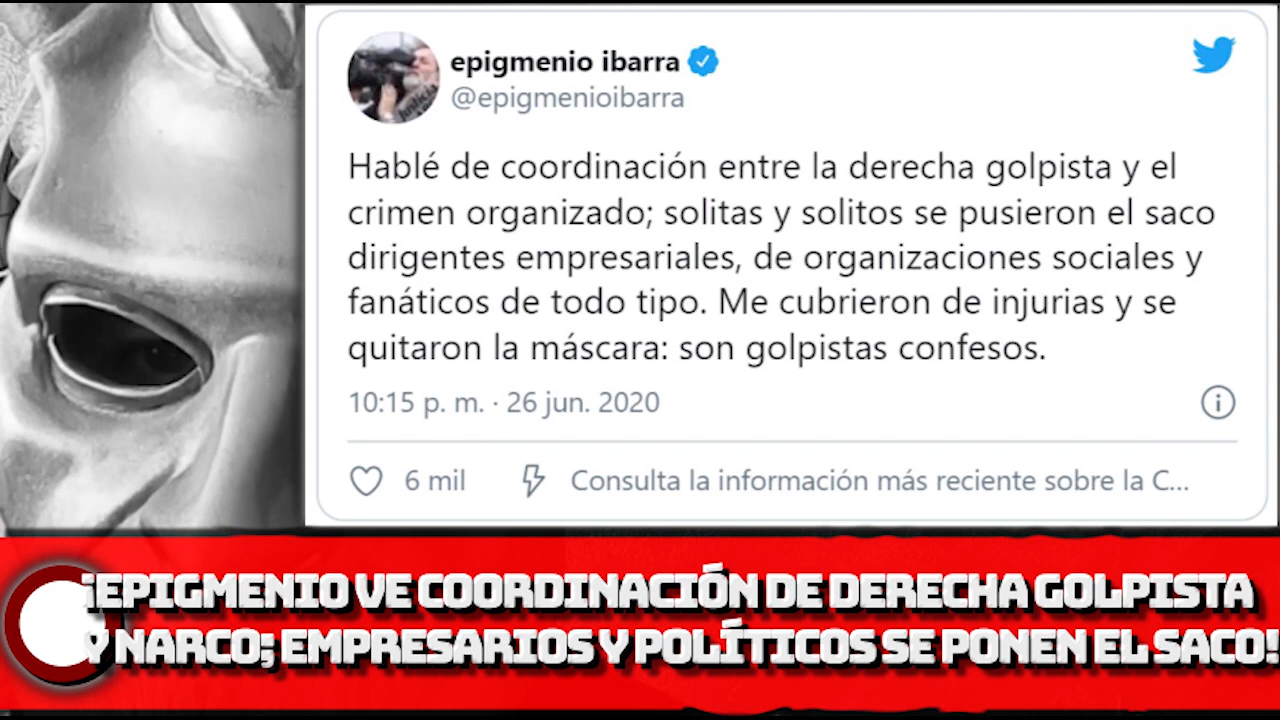 epigmenio ibarra
@epigmenioibarra
Hablé de coordinación entre la derecha golpista y el
crimen organizado; solitas y solitos se pusieron el saco
dirigentes empresariales, de organizaciones sociales y
fanáticos de todo tipo. Me cubrieron de injurias y se
quitaron la máscara: son golpistas confesos.
10:15 p. m. · 26 jun. 2020
6 mil
Consulta la información más reciente sobre la C...
¡EPIGMENIO VE COORDINACIÓN DE DERECHA GOLPISTA
Y NARCO; EMPRESARIOS Y POLÍTICOS SE PONEN EL SACO!